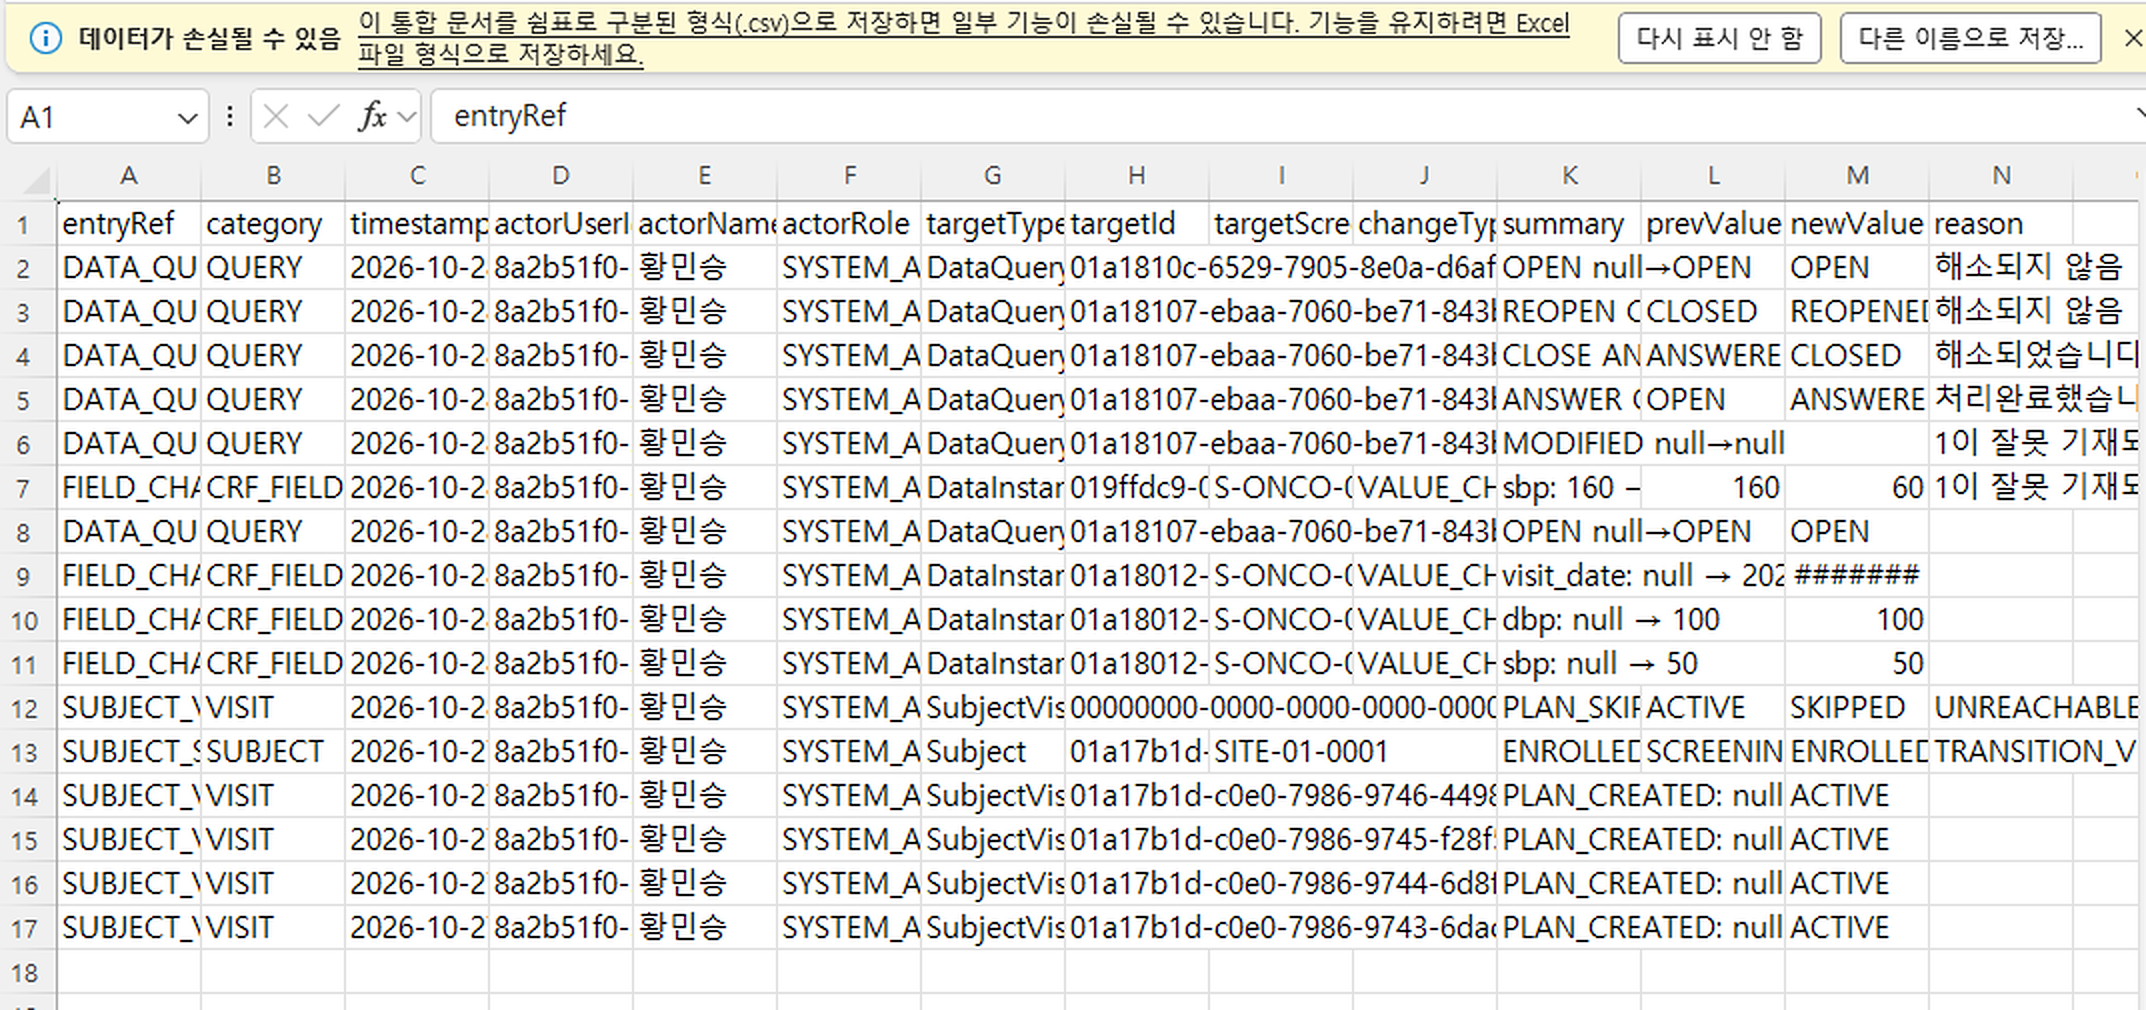 데이터가 손실될 수 있음 이 통합 문서를 쉼표로 구분된 형식(.csv)으로 저장하면 일부 기능이 손실될 수 있습니다. 기능을 유지하려면 Excel 파일 형식으로 저장하세요. 다시 표시 안 함 다른 이름으로 저장...
A1 fx entryRef
A B C D E F G H I J K L M N
1 entryRef category timestamp actorUserI actorName actorRole targetType targetId targetScre changeTyp summary prevValue newValue reason
2 DATA_QU QUERY 2026-10-2 8a2b51f0- 황민승 SYSTEM_A DataQuery 01a1810c-6529-7905-8e0a-d6af OPEN null→OPEN OPEN 해소되지 않음
3 DATA_QU QUERY 2026-10-2 8a2b51f0- 황민승 SYSTEM_A DataQuery 01a18107-ebaa-7060-be71-843 REOPEN CLOSED REOPENED 해소되지 않음
4 DATA_QU QUERY 2026-10-2 8a2b51f0- 황민승 SYSTEM_A DataQuery 01a18107-ebaa-7060-be71-843 CLOSE AN ANSWERE CLOSED 해소되었습니다
5 DATA_QU QUERY 2026-10-2 8a2b51f0- 황민승 SYSTEM_A DataQuery 01a18107-ebaa-7060-be71-843 ANSWER OPEN ANSWERE 처리완료했습니
6 DATA_QU QUERY 2026-10-2 8a2b51f0- 황민승 SYSTEM_A DataQuery 01a18107-ebaa-7060-be71-843 MODIFIED null→null 1이 잘못 기재되
7 FIELD_CHA CRF_FIELD 2026-10-2 8a2b51f0- 황민승 SYSTEM_A DataInstan 019ffdc9-0 S-ONCO-0 VALUE_CH sbp: 160 → 160 60 1이 잘못 기재되
8 DATA_QU QUERY 2026-10-2 8a2b51f0- 황민승 SYSTEM_A DataQuery 01a18107-ebaa-7060-be71-843 OPEN null→OPEN OPEN
9 FIELD_CHA CRF_FIELD 2026-10-2 8a2b51f0- 황민승 SYSTEM_A DataInstan 01a18012- S-ONCO-0 VALUE_CH visit_date: null → 202 #######
10 FIELD_CHA CRF_FIELD 2026-10-2 8a2b51f0- 황민승 SYSTEM_A DataInstan 01a18012- S-ONCO-0 VALUE_CH dbp: null → 100 100
11 FIELD_CHA CRF_FIELD 2026-10-2 8a2b51f0- 황민승 SYSTEM_A DataInstan 01a18012- S-ONCO-0 VALUE_CH sbp: null → 50 50
12 SUBJECT_V VISIT 2026-10-2 8a2b51f0- 황민승 SYSTEM_A SubjectVis 00000000-0000-0000-0000-0000 PLAN_SKIP ACTIVE SKIPPED UNREACHABLE
13 SUBJECT_S SUBJECT 2026-10-2 8a2b51f0- 황민승 SYSTEM_A Subject 01a17b1d- SITE-01-0001 ENROLLED SCREENIN ENROLLED TRANSITION_V
14 SUBJECT_V VISIT 2026-10-2 8a2b51f0- 황민승 SYSTEM_A SubjectVis 01a17b1d-c0e0-7986-9746-4498 PLAN_CREATED: null ACTIVE
15 SUBJECT_V VISIT 2026-10-2 8a2b51f0- 황민승 SYSTEM_A SubjectVis 01a17b1d-c0e0-7986-9745-f28f PLAN_CREATED: null ACTIVE
16 SUBJECT_V VISIT 2026-10-2 8a2b51f0- 황민승 SYSTEM_A SubjectVis 01a17b1d-c0e0-7986-9744-6d8f PLAN_CREATED: null ACTIVE
17 SUBJECT_V VISIT 2026-10-2 8a2b51f0- 황민승 SYSTEM_A SubjectVis 01a17b1d-c0e0-7986-9743-6da PLAN_CREATED: null ACTIVE
18